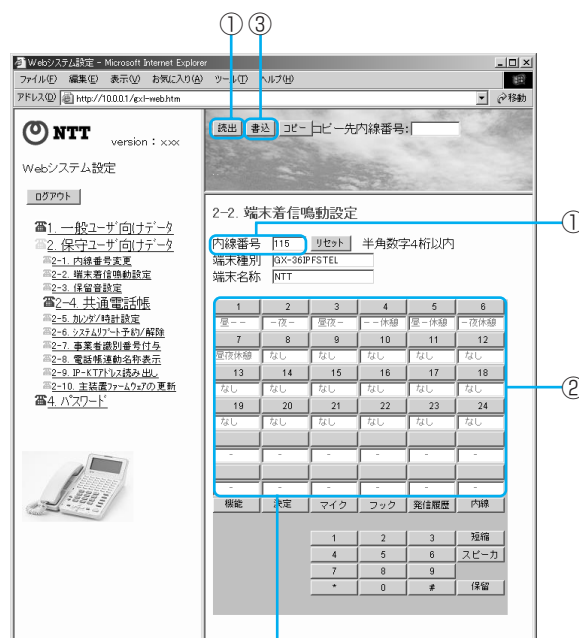 ① ③
Webシステム設定 - Microsoft Internet Explorer
ファイル(F) 編集(E) 表示(V) お気に入り(A) ツール(T) ヘルプ(H)
アドレス(D) http://10.0.0.1/gxl-web.htm 移動
NTT version：×××
Webシステム設定
ログアウト
1. 一般ユーザ向けデータ
2. 保守ユーザ向けデータ
2-1. 内線番号変更
2-2. 端末着信鳴動設定
2-3. 保留音設定
2-4. 共通電話帳
2-5. カレンダ/時計設定
2-6. システムリブート予約/解除
2-7. 事業者識別番号付与
2-8. 電話帳連動名称表示
2-9. IP-KTアドレス読み出し
2-10. 主装置ファームウェアの更新
4. パスワード
読出 書込 コピー コピー先内線番号:
2-2. 端末着信鳴動設定
内線番号 115 リセット 半角数字4桁以内 ①
端末種別 GX-36IPFSTEL
端末名称 NTT
1 2 3 4 5 6
昼-- -夜- 昼夜- --休憩 昼-休憩 -夜休憩
7 8 9 10 11 12
昼夜休憩 なし なし なし なし なし
②
13 14 15 16 17 18
なし なし なし なし なし なし
19 20 21 22 23 24
なし なし なし なし なし なし
- - - - - -
- - - - - -
機能 決定 マイク フック 発信履歴 内線
1 2 3 短縮
4 5 6 スピーカ
7 8 9
* 0 # 保留